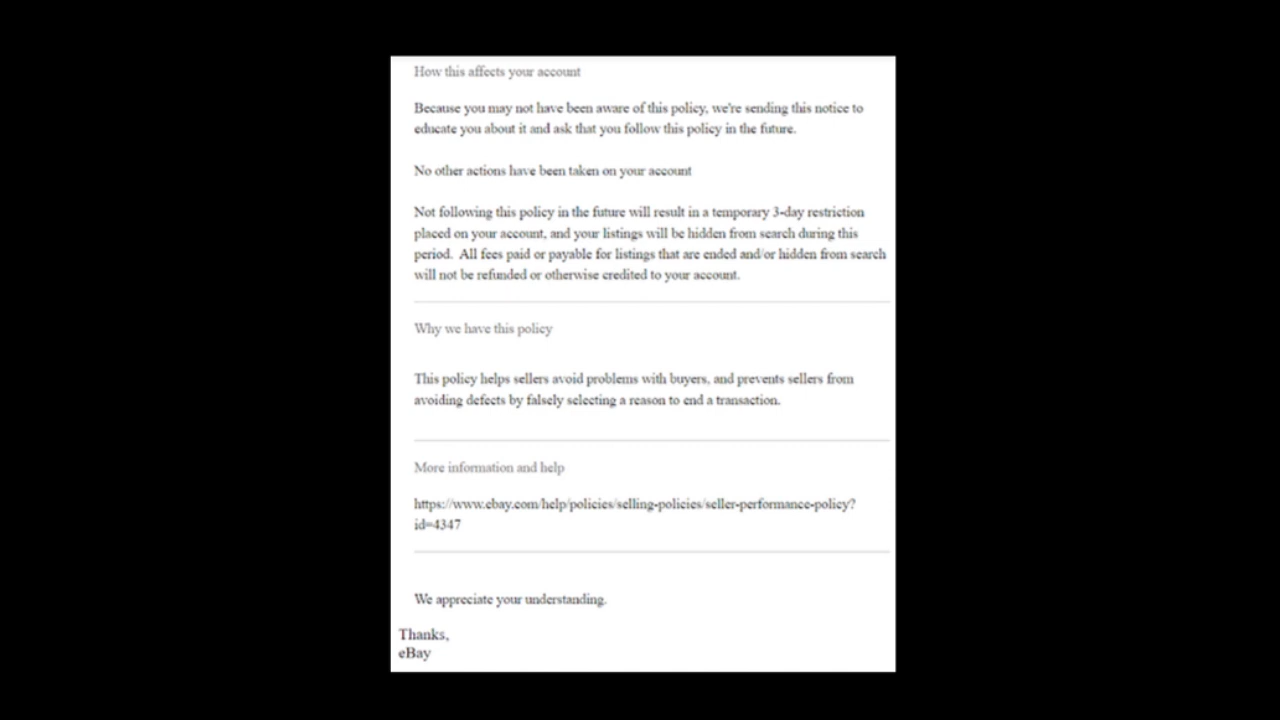 How this affects your account
Because you may not have been aware of this policy, we're sending this notice to
educate you about it and ask that you follow this policy in the future.
No other actions have been taken on your account
Not following this policy in the future will result in a temporary 3-day restriction
placed on your account, and your listings will be hidden from search during this
period.  All fees paid or payable for listings that are ended and/or hidden from search
will not be refunded or otherwise credited to your account.
Why we have this policy
This policy helps sellers avoid problems with buyers, and prevents sellers from
avoiding defects by falsely selecting a reason to end a transaction.
More information and help
https://www.ebay.com/help/policies/selling-policies/seller-performance-policy?
id=4347
We appreciate your understanding.
Thanks,
eBay